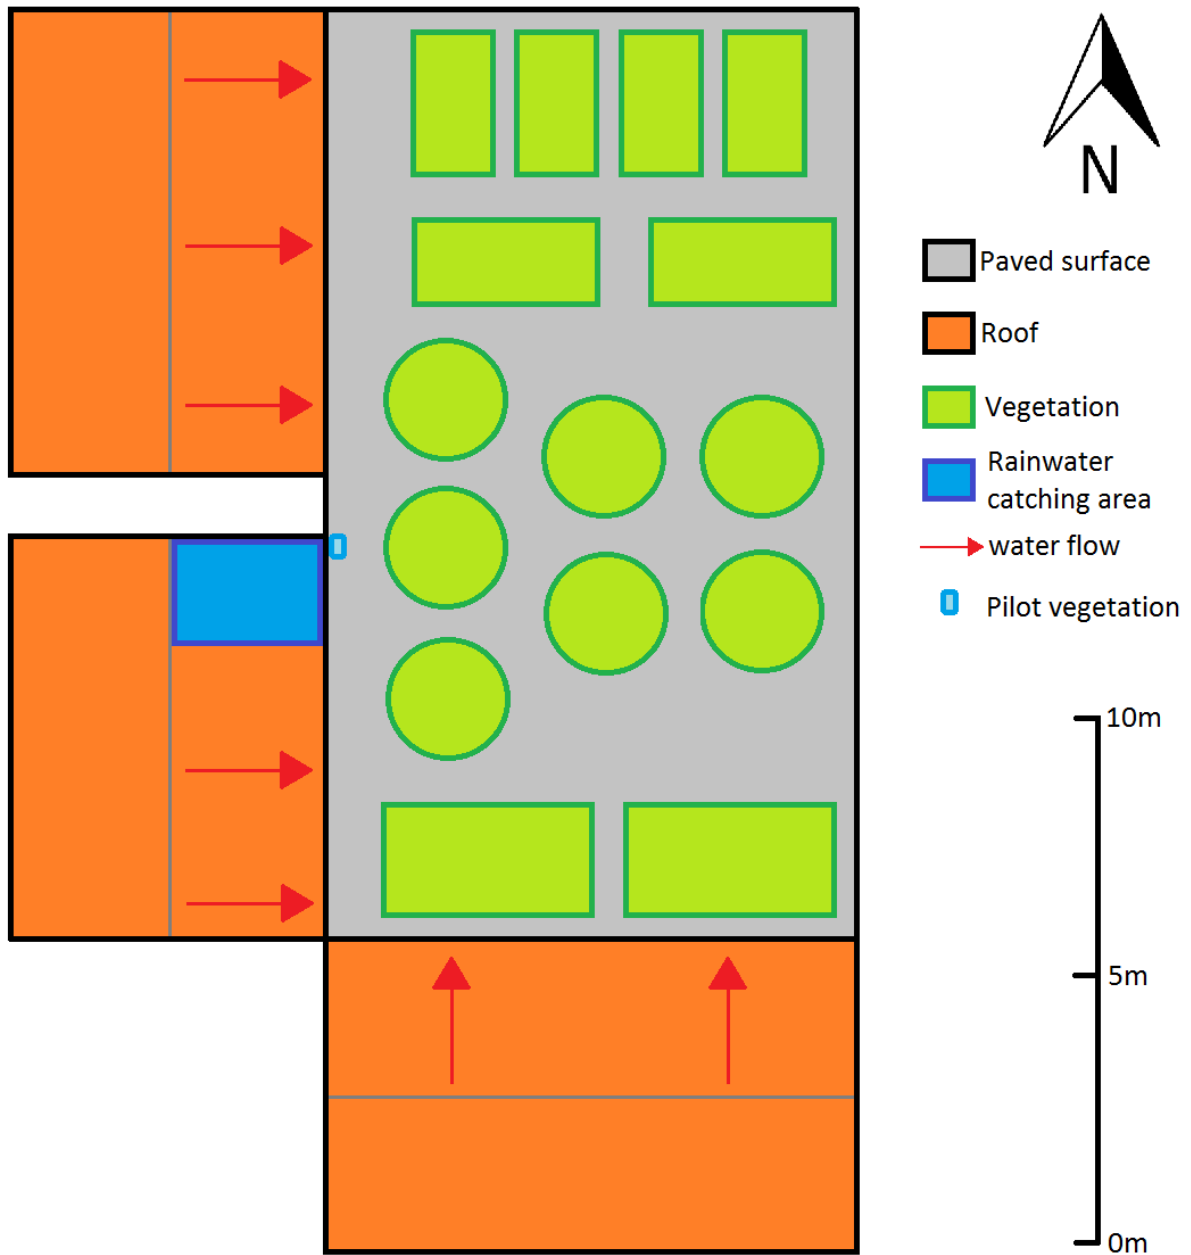 N
Paved surface
Roof
Vegetation
Rainwater
catching area
water flow
Pilot vegetation
10m
5m
0m